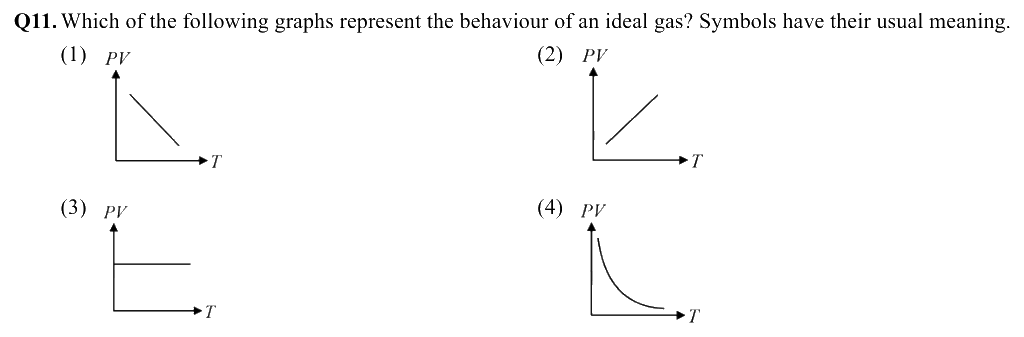 Q11. Which of the following graphs represent the behaviour of an ideal gas? Symbols have their usual meaning.
(1) PV
T
(2) PV
T
(3) PV
T
(4) PV
T